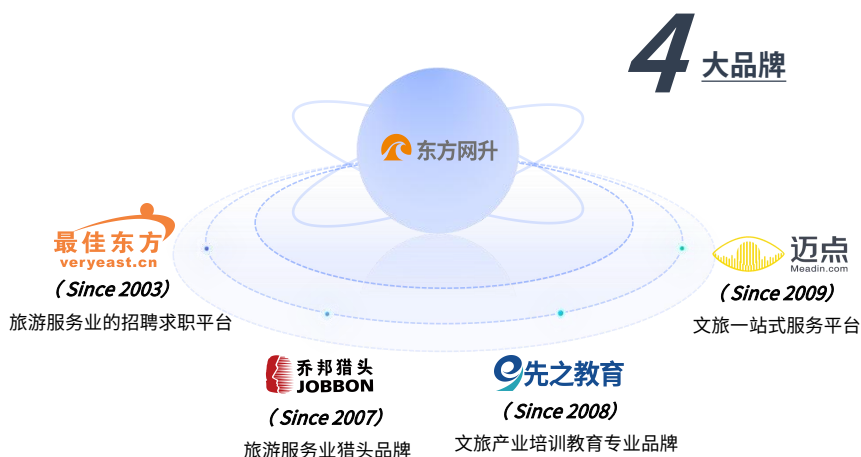 4大品牌
东方网升
最佳东方
veryeast.cn
（Since 2003）
旅游服务业的招聘求职平台
乔邦猎头
JOBBON
（Since 2007）
旅游服务业猎头品牌
先之教育
（Since 2008）
文旅产业培训教育专业品牌
迈点
Meadin.com
（Since 2009）
文旅一站式服务平台